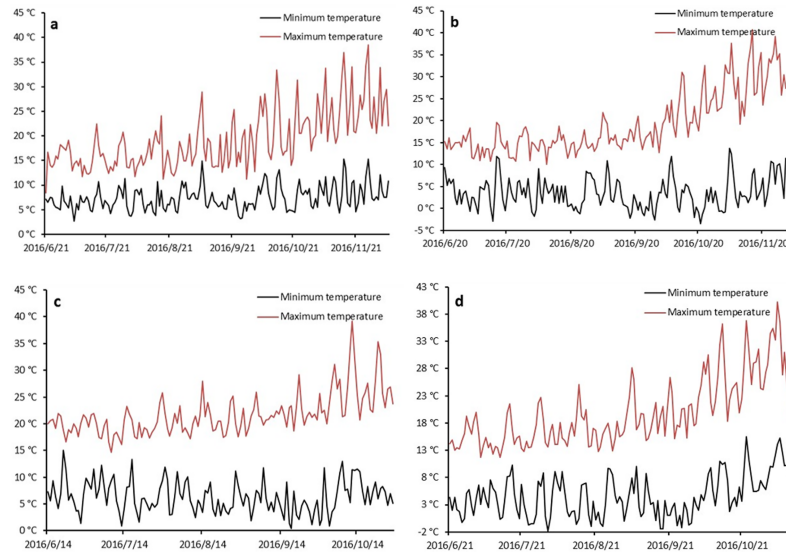 a
Minimum temperature
Maximum temperature
45 ℃
40 ℃
35 ℃
30 ℃
25 ℃
20 ℃
15 ℃
10 ℃
5 ℃
0 ℃
2016/6/21 2016/7/21 2016/8/21 2016/9/21 2016/10/21 2016/11/21
b
Minimum temperature
Maximum temperature
45 ℃
40 ℃
35 ℃
30 ℃
25 ℃
20 ℃
15 ℃
10 ℃
5 ℃
0 ℃
-5 ℃
2016/6/20 2016/7/20 2016/8/20 2016/9/20 2016/10/20 2016/11/20
c
Minimum temperature
Maximum temperature
45 ℃
40 ℃
35 ℃
30 ℃
25 ℃
20 ℃
15 ℃
10 ℃
5 ℃
0 ℃
2016/6/14 2016/7/14 2016/8/14 2016/9/14 2016/10/14
d
Minimum temperature
Maximum temperature
43 ℃
38 ℃
33 ℃
28 ℃
23 ℃
18 ℃
13 ℃
8 ℃
3 ℃
-2 ℃
2016/6/21 2016/7/21 2016/8/21 2016/9/21 2016/10/21